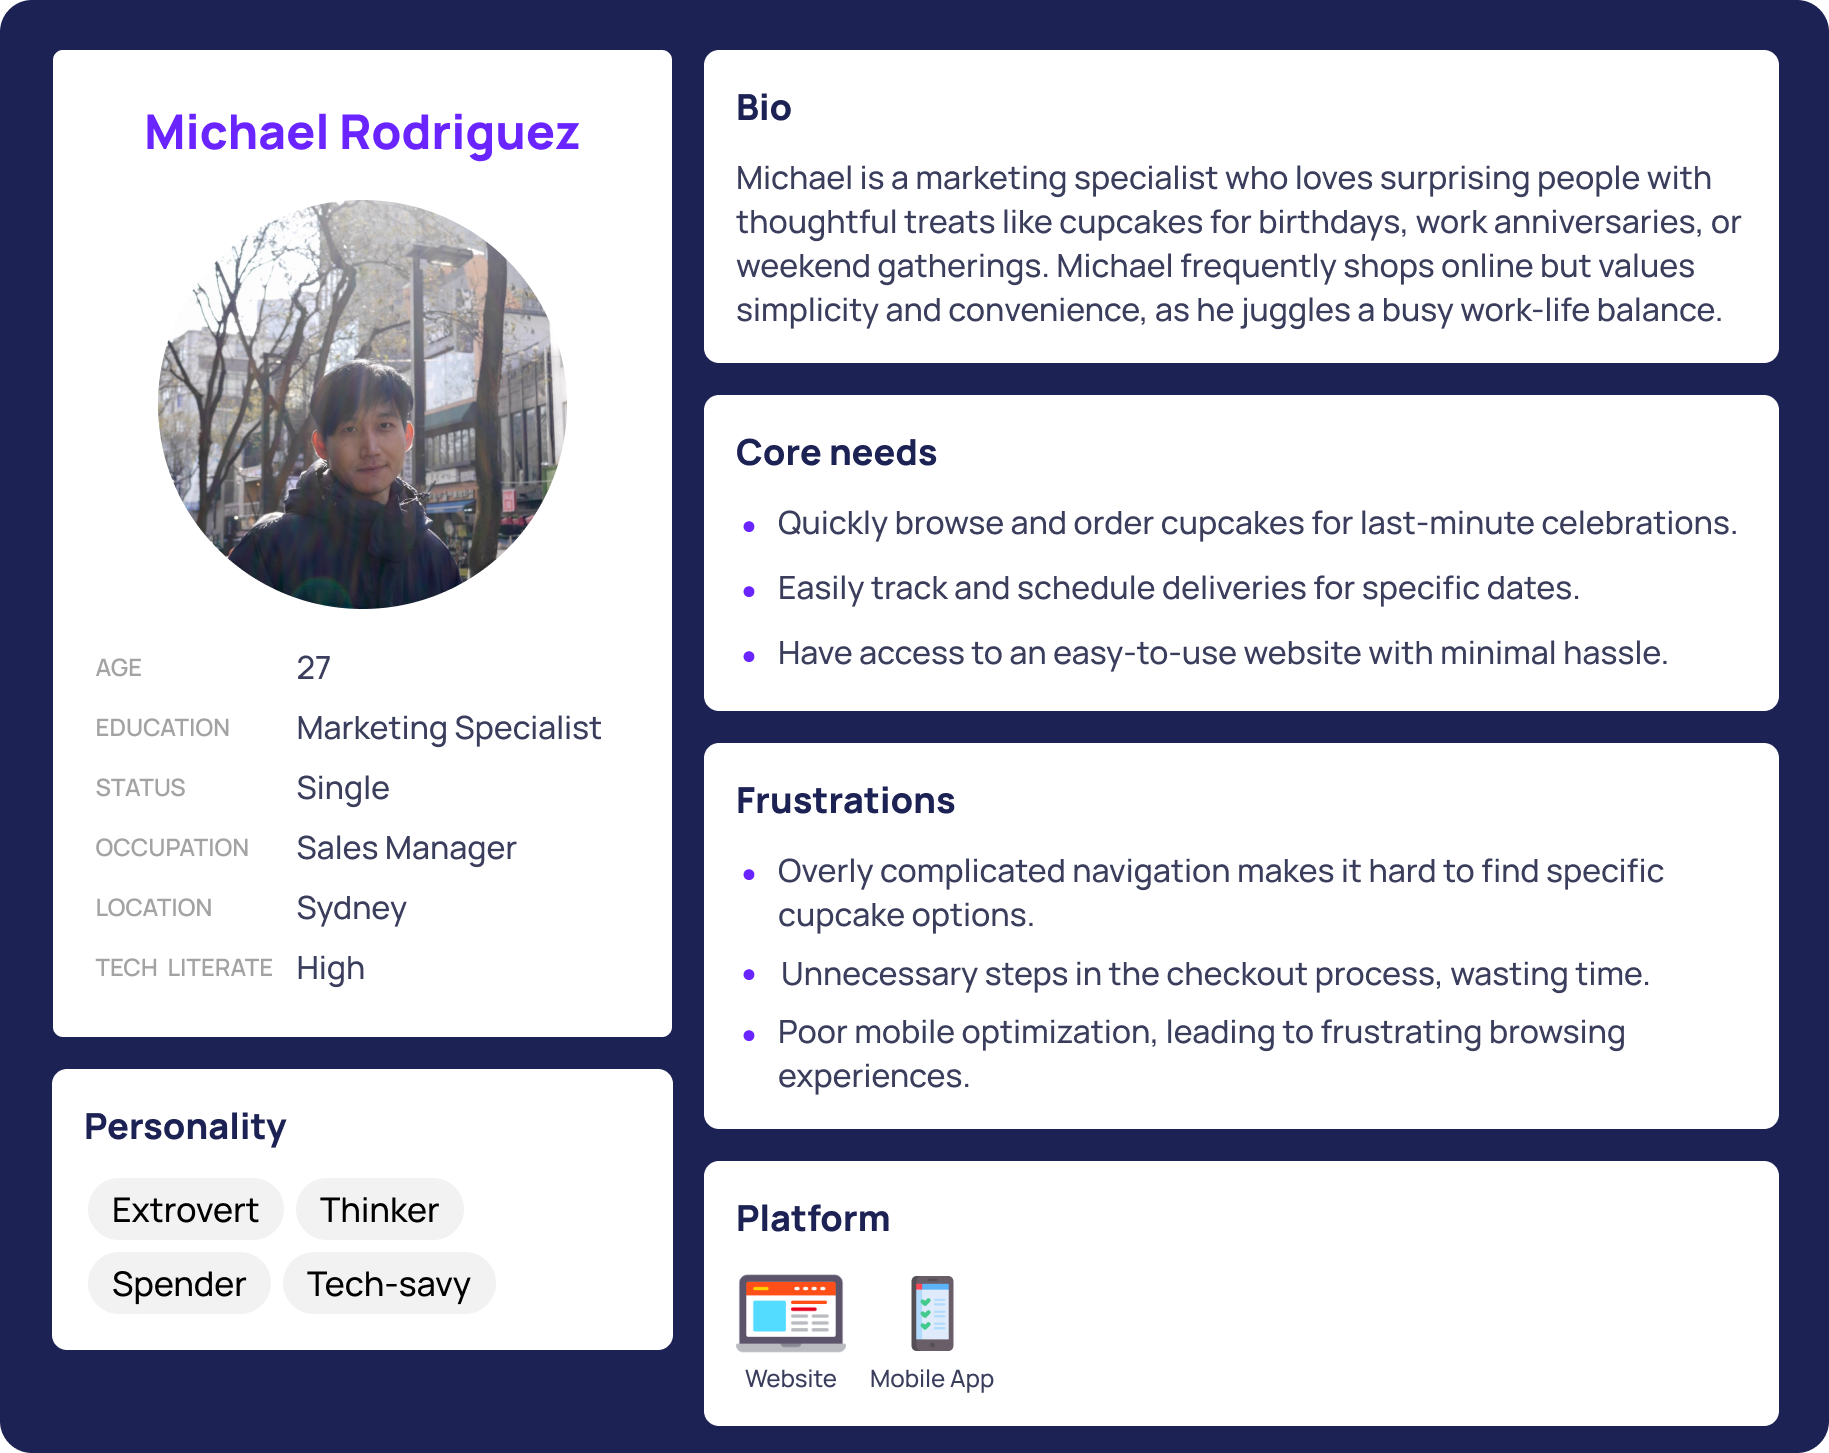 Michael Rodriguez
AGE 27
EDUCATION Marketing Specialist
STATUS Single
OCCUPATION Sales Manager
LOCATION Sydney
TECH LITERATE High
Personality
Extrovert Thinker
Spender Tech-savy
Bio
Michael is a marketing specialist who loves surprising people with
thoughtful treats like cupcakes for birthdays, work anniversaries, or
weekend gatherings. Michael frequently shops online but values
simplicity and convenience, as he juggles a busy work-life balance.
Core needs
• Quickly browse and order cupcakes for last-minute celebrations.
• Easily track and schedule deliveries for specific dates.
• Have access to an easy-to-use website with minimal hassle.
Frustrations
• Overly complicated navigation makes it hard to find specific
cupcake options.
• Unnecessary steps in the checkout process, wasting time.
• Poor mobile optimization, leading to frustrating browsing
experiences.
Platform
Website Mobile App